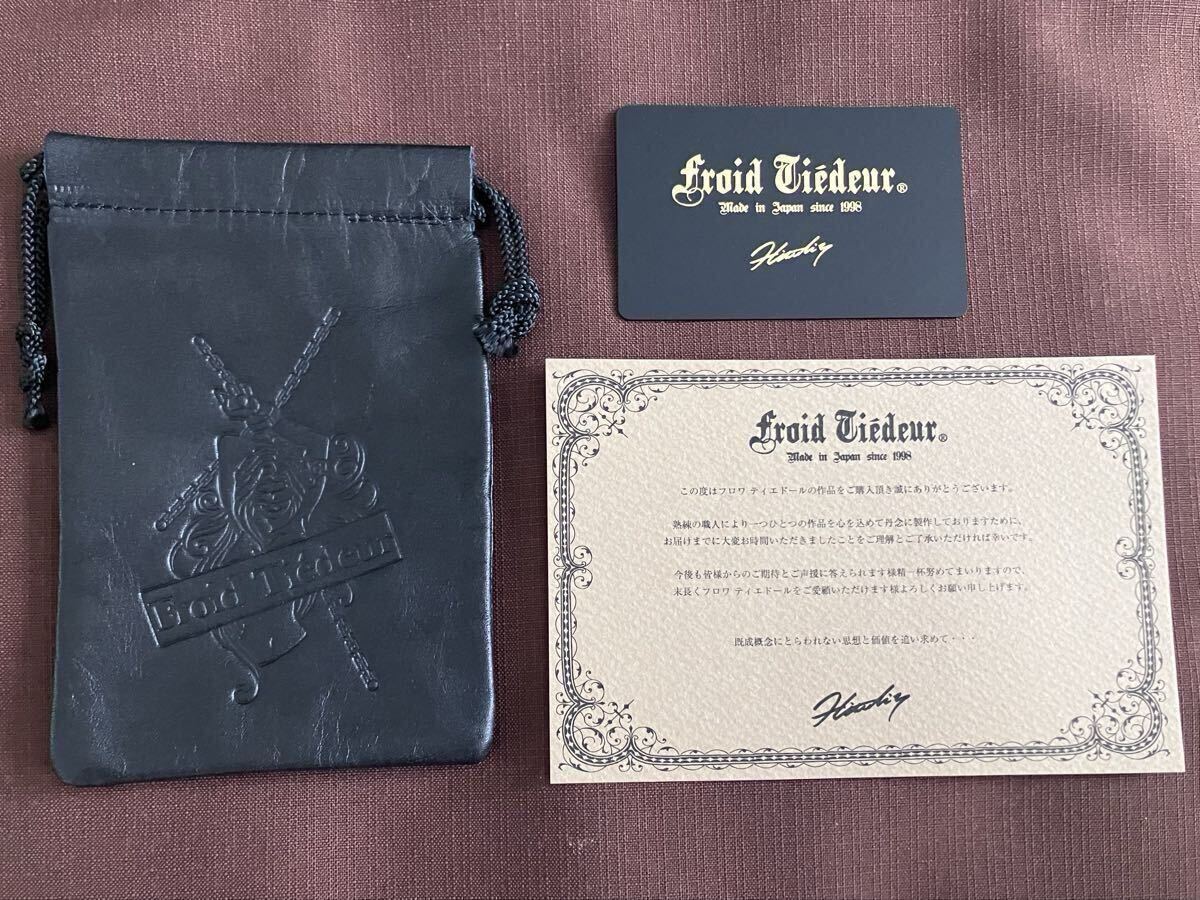 Froid Tiédeur
Froid Tiédeur®
Made in Japan since 1998
Froid Tiédeur®
Made in Japan since 1998
この度はフロワ ティエドールの作品をご購入頂き誠にありがとうございます。
熟練の職人により一つひとつの作品を心を込めて丹念に製作しておりますために、
お届けまでに大変お時間いただきましたことをご理解とご了承いただければ幸いです。
今後も皆様からのご期待とご声援に答えられます様精一杯努めてまいりますので、
末長くフロワ ティエドールをご愛顧いただけます様よろしくお願い申し上げます。
既成概念にとらわれない思想と価値を追い求めて・・・